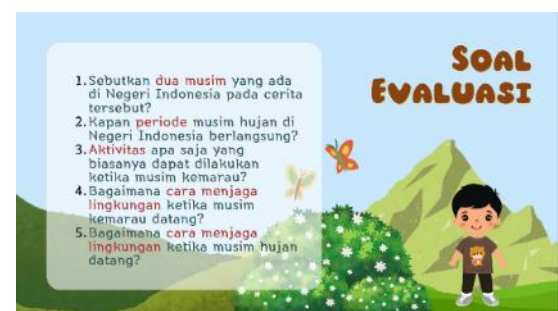 SOAL
EVALUASI
1. Sebutkan dua musim yang ada
di Negeri Indonesia pada cerita
tersebut?
2. Kapan periode musim hujan di
Negeri Indonesia berlangsung?
3. Aktivitas apa saja yang
biasanya dapat dilakukan
ketika musim kemarau?
4. Bagaimana cara menjaga
lingkungan ketika musim
kemarau datang?
5. Bagaimana cara menjaga
lingkungan ketika musim hujan
datang?